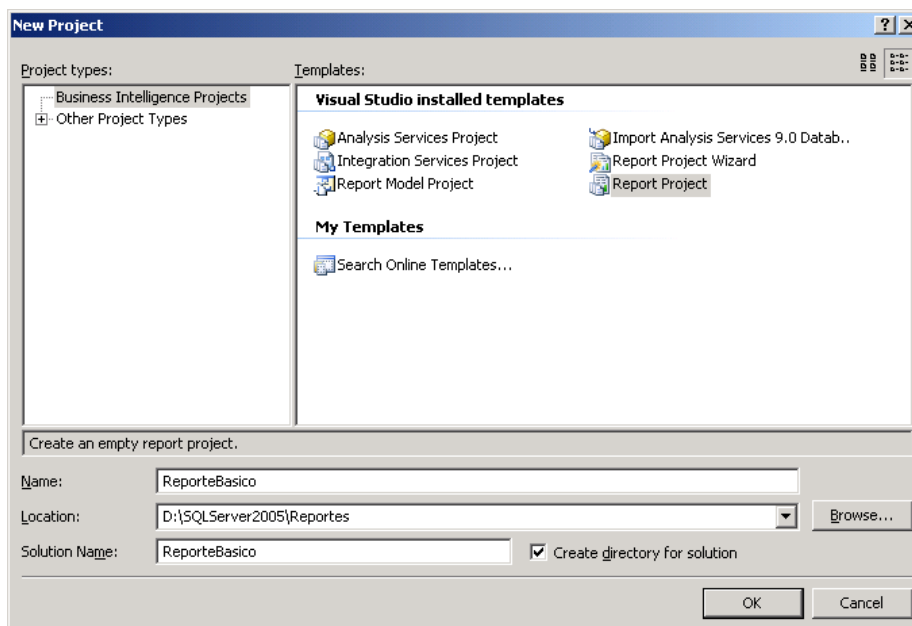 New Project
Project types:
Templates:
Business Intelligence Projects
Other Project Types
Visual Studio installed templates
Analysis Services Project
Import Analysis Services 9.0 Datab..
Integration Services Project
Report Project Wizard
Report Model Project
Report Project
My Templates
Search Online Templates...
Create an empty report project.
Name:
ReporteBasico
Location:
D:\SQLServer2005\Reportes
Browse...
Solution Name:
ReporteBasico
Create directory for solution
OK
Cancel